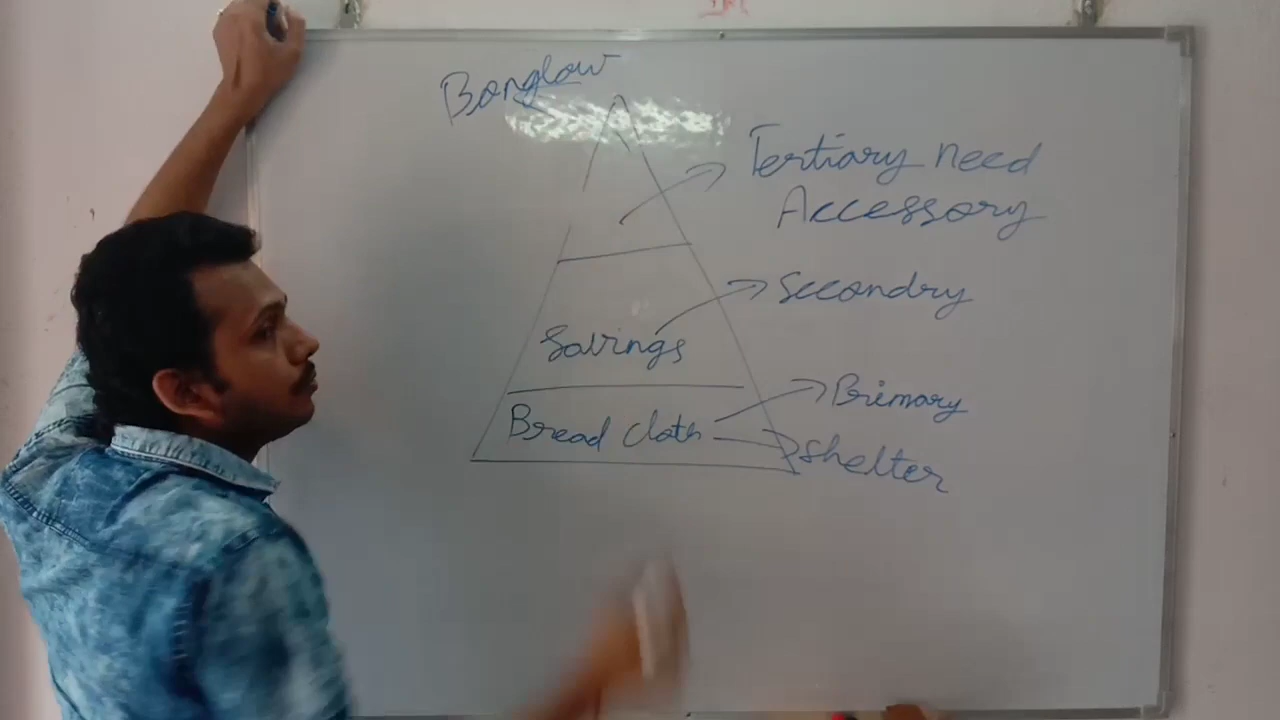 Bonglow
Tertiary need
Accessory
Secondry
Savings
Primary
Bread cloth
Shelter